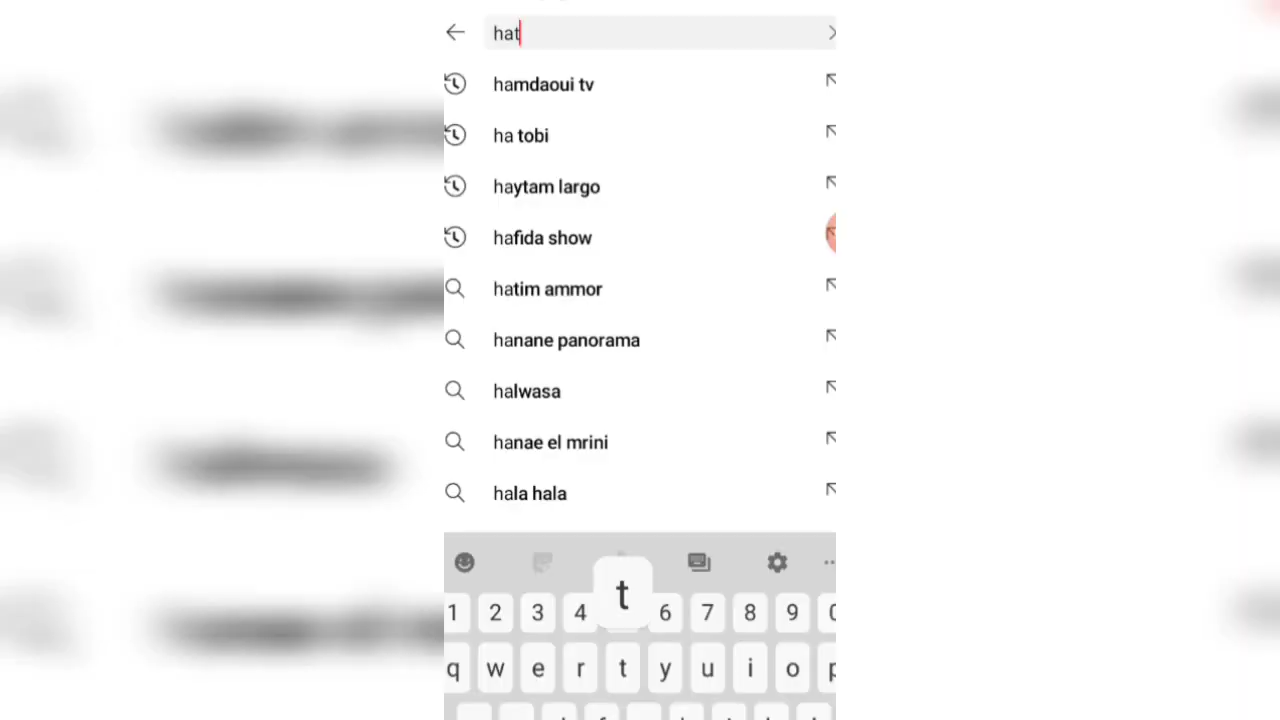 hat
hamdaoui tv
ha tobi
haytam largo
hafida show
hatim ammor
hanane panorama
halwasa
hanae el mrini
hala hala
t
1 2 3 4 6 7 8 9 0
q w e r t y u i o p